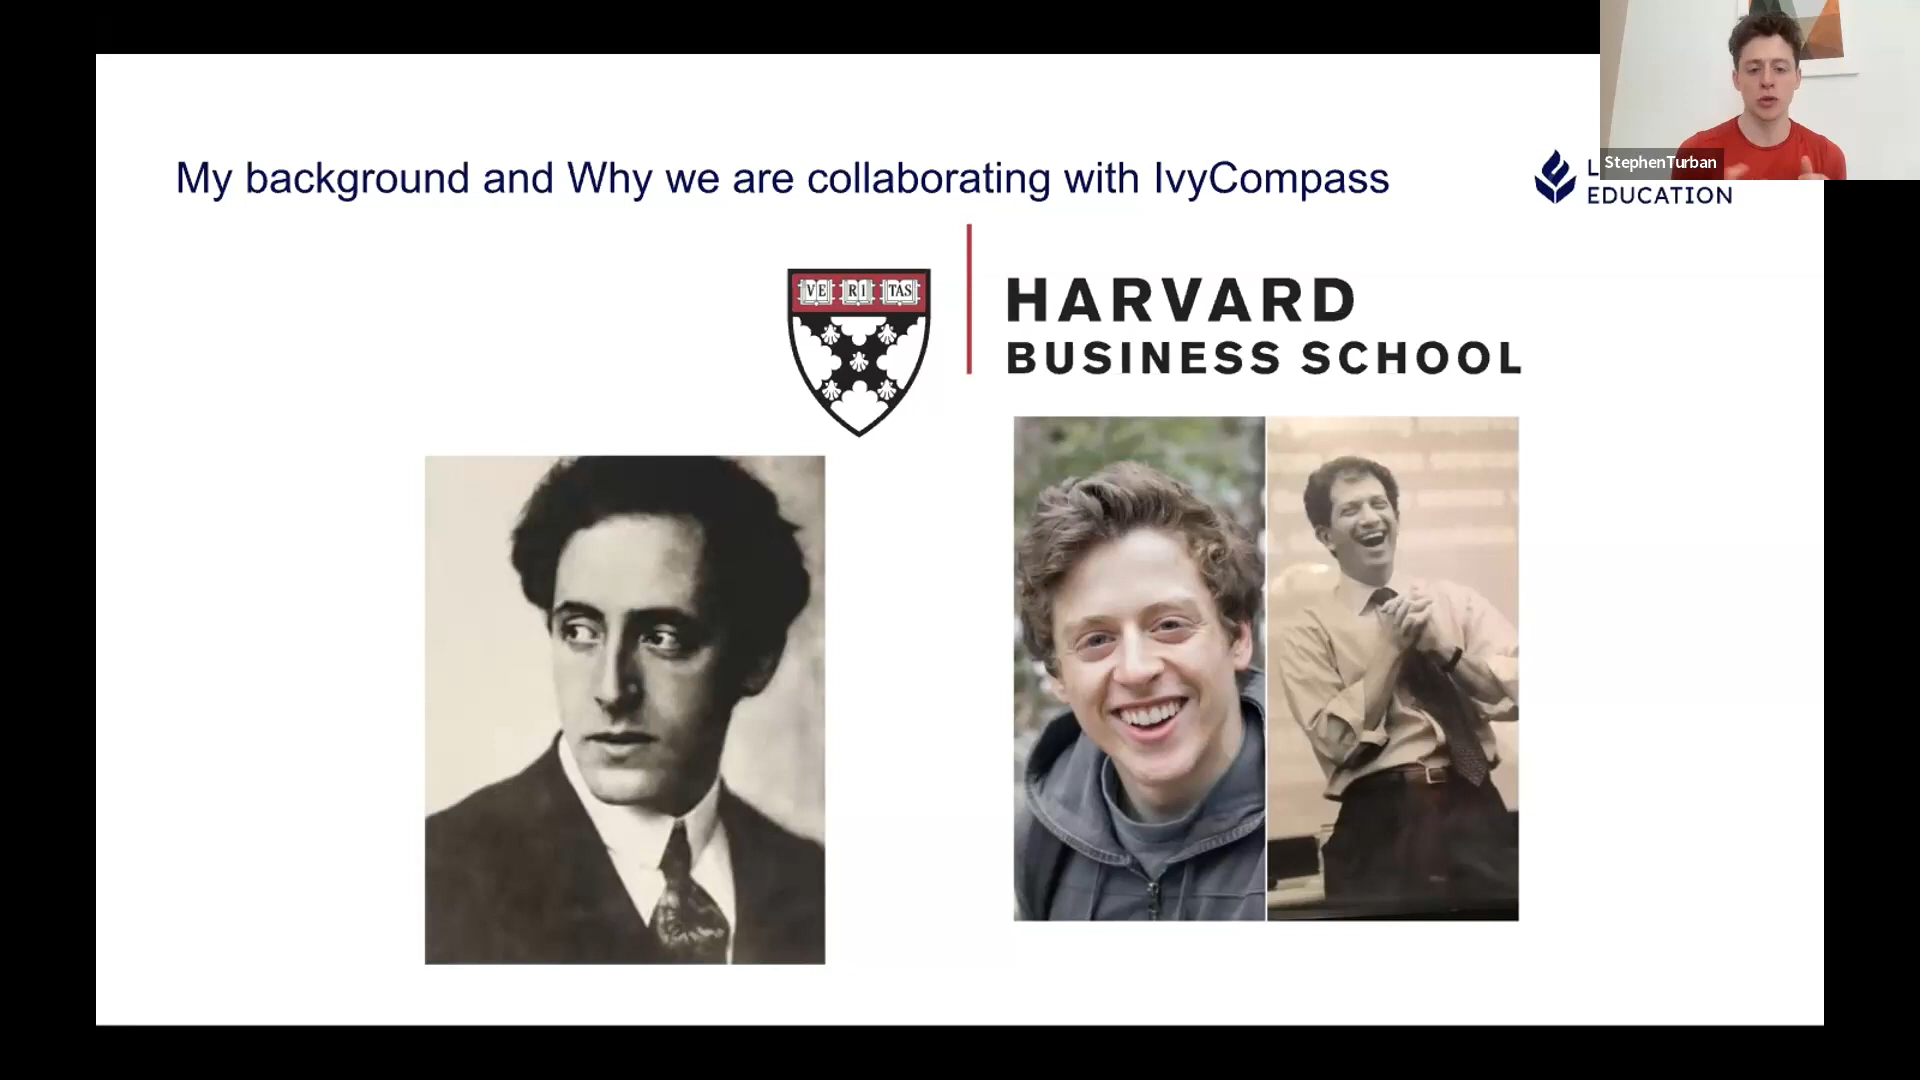 My background and Why we are collaborating with IvyCompass
StephenTurban
L
EDUCATION
VE RI TAS
HARVARD
BUSINESS SCHOOL